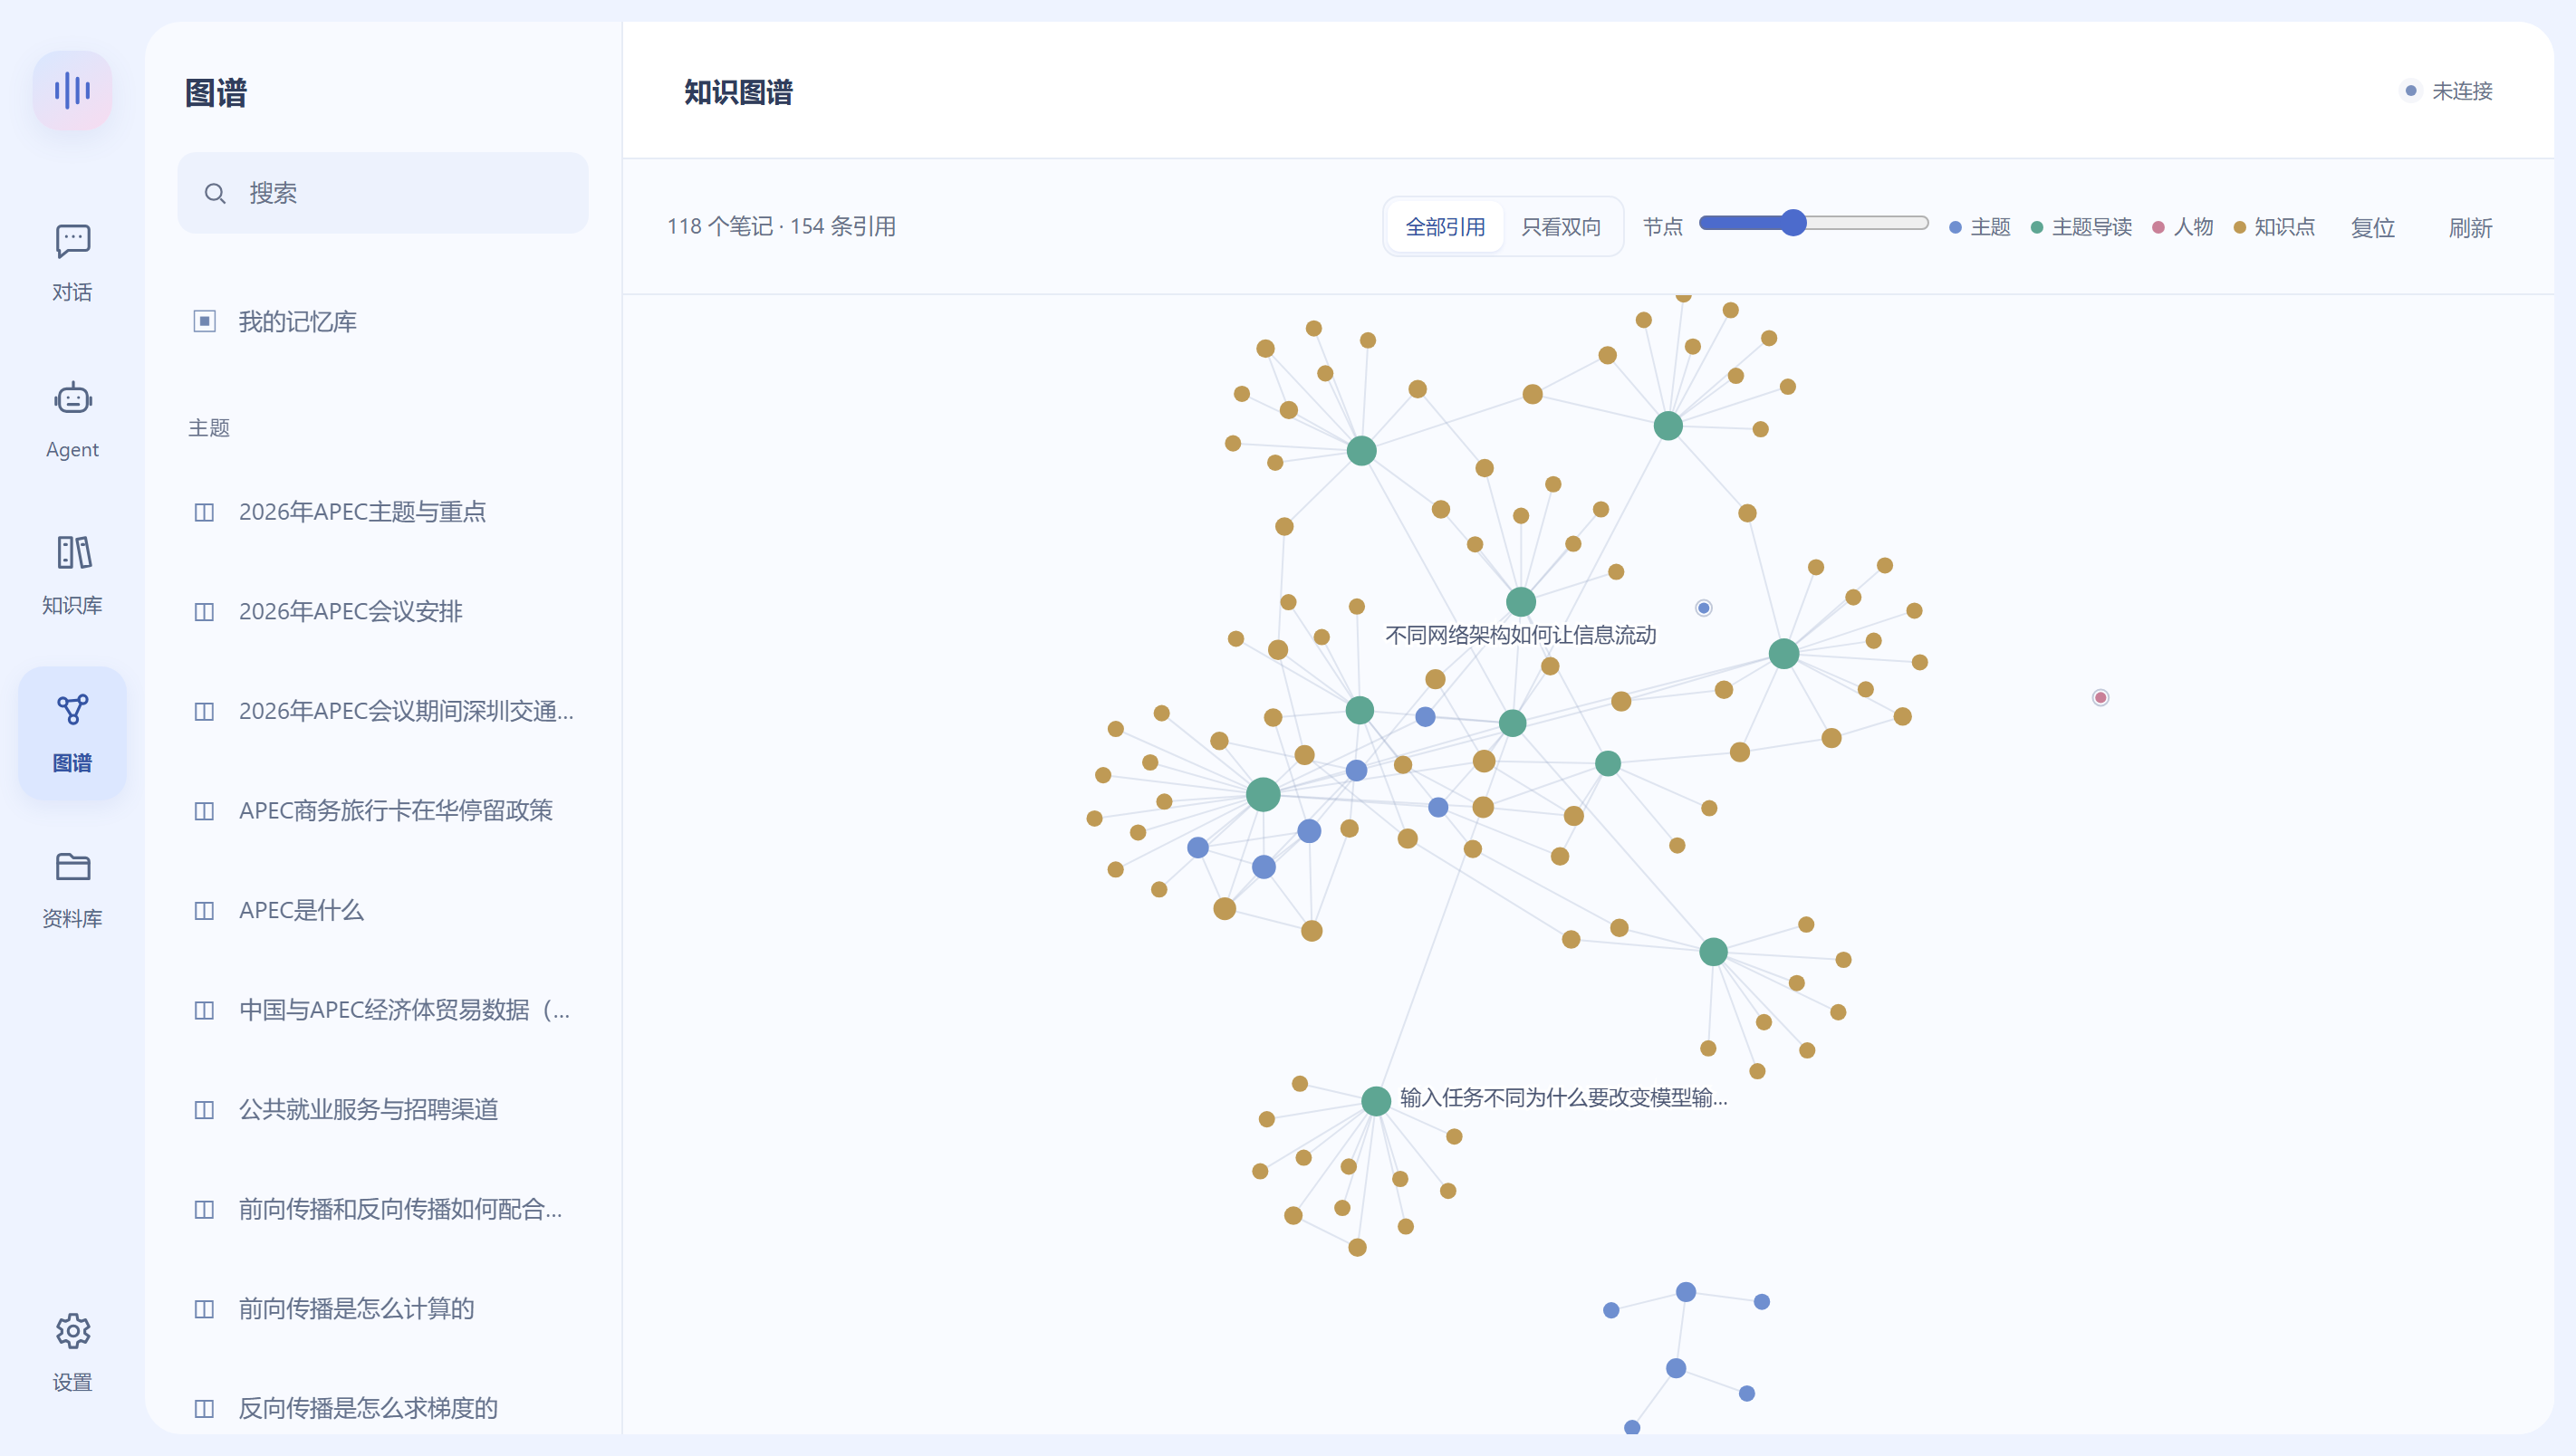 对话
Agent
知识库
图谱
资料库
设置
图谱
搜索
我的记忆库
主题
2026年APEC主题与重点
2026年APEC会议安排
2026年APEC会议期间深圳交通...
APEC商务旅行卡在华停留政策
APEC是什么
中国与APEC经济体贸易数据（...
公共就业服务与招聘渠道
前向传播和反向传播如何配合...
前向传播是怎么计算的
反向传播是怎么求梯度的
知识图谱
未连接
118 个笔记 · 154 条引用
全部引用 只看双向 节点 主题 主题导读 人物 知识点 复位 刷新
不同网络架构如何让信息流动
输入任务不同为什么要改变模型输...